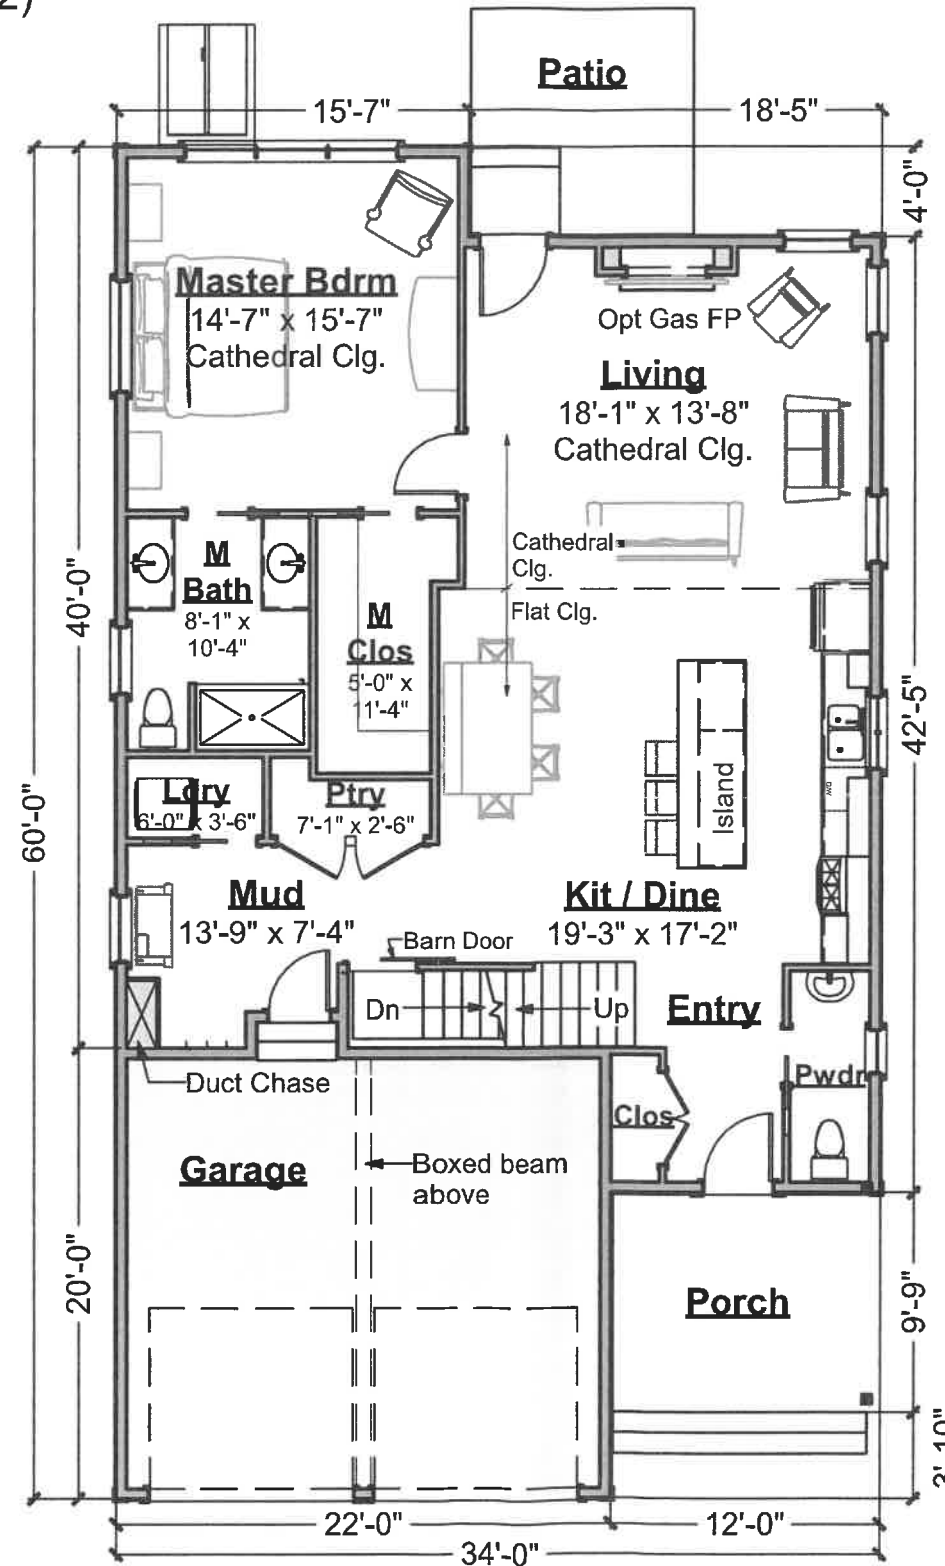 2)
Patio
15'-7"
18'-5"
4'-0"
Master Bdrm
14'-7" x 15'-7"
Cathedral Clg.
Opt Gas FP
Living
18'-1" x 13'-8"
Cathedral Clg.
Cathedral
Clg.
Flat Clg.
M
Bath
8'-1" x
10'-4"
M
Clos
5'-0" x
11'-4"
40'-0"
42'-5"
60'-0"
Island
Ldry
6'-0" x 3'-6"
Ptry
7'-1" x 2'-6"
Mud
13'-9" x 7'-4"
Kit / Dine
19'-3" x 17'-2"
Barn Door
Dn
Up
Entry
Duct Chase
Pwdr
Clos
Garage
Boxed beam
above
20'-0"
Porch
9'-9"
3'-10"
22'-0"
12'-0"
34'-0"